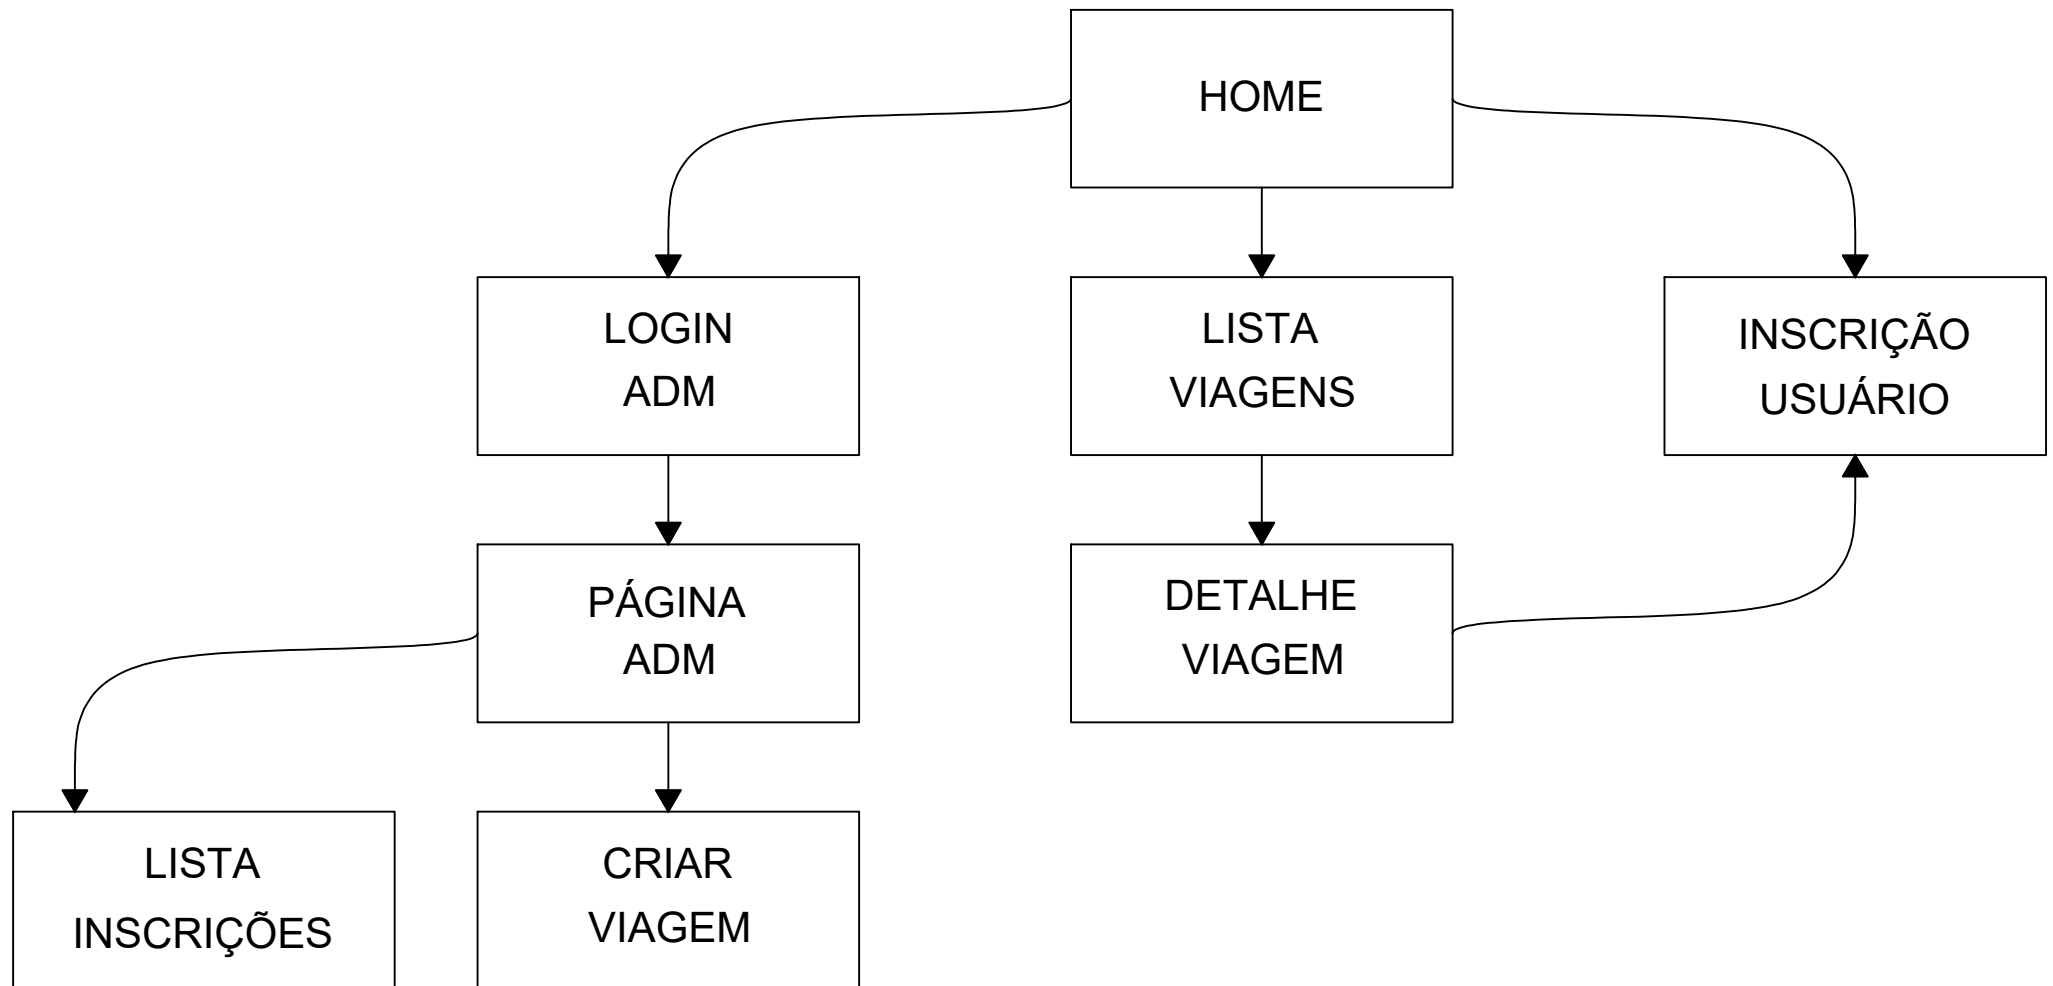 HOME
LOGIN
ADM
LISTA
VIAGENS
INSCRIÇÃO
USUÁRIO
PÁGINA
ADM
DETALHE
VIAGEM
LISTA
INSCRIÇÕES
CRIAR
VIAGEM